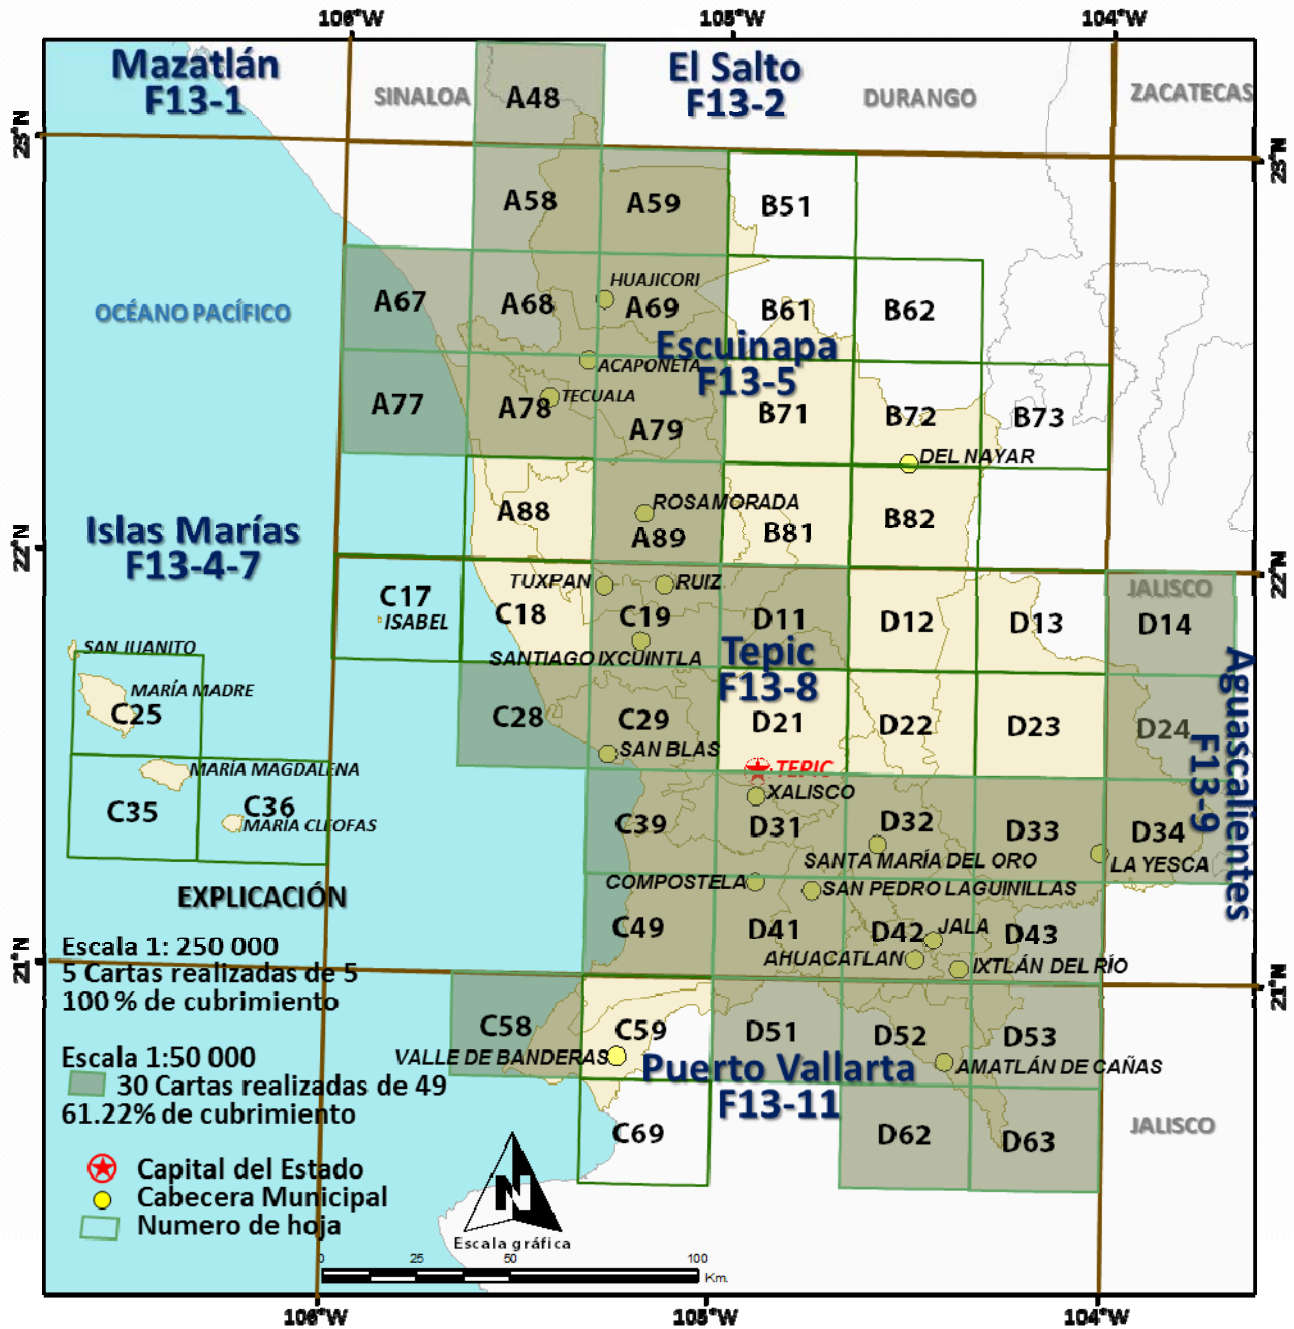 106°W 105°W 104°W
Mazatlán
F13-1
El Salto
F13-2
SINALOA
A48
DURANGO
ZACATECAS
23°N
23°N
A58
A59
B51
HUAJICORI
A67
A68
A69
B61
B62
OCÉANO PACÍFICO
Escuinapa
F13-5
ACAPONETA
TECUALA
A77
A78
A79
B71
B72
B73
DEL NAYAR
ROSAMORADA
A88
A89
B81
B82
Islas Marías
F13-4-7
22°N
22°N
TUXPAN
RUIZ
JALISCO
C17
ISABEL
C18
C19
D11
D12
D13
D14
SANTIAGO IXCUINTLA
Tepic
F13-8
SAN JUANITO
MARÍA MADRE
C25
C28
C29
D21
D22
D23
D24
SAN BLAS
Aguascalientes
F13-9
TEPIC
MARÍA MAGDALENA
XALISCO
C35
C36
MARÍA CLEOFAS
C39
D31
D32
D33
D34
SANTA MARÍA DEL ORO
LA YESCA
COMPOSTELA
SAN PEDRO LAGUINILLAS
EXPLICACIÓN
C49
D41
D42
JALA
D43
AHUACATLAN
IXTLÁN DEL RÍO
Escala 1: 250 000
5 Cartas realizadas de 5
100 % de cubrimiento
21°N
21°N
C58
C59
D51
D52
D53
VALLE DE BANDERAS
Puerto Vallarta
F13-11
AMATLÁN DE CAÑAS
Escala 1:50 000
30 Cartas realizadas de 49
61.22% de cubrimiento
C69
D62
D63
JALISCO
Capital del Estado
Cabecera Municipal
Numero de hoja
N
Escala gráfica
0 25 50 100
Km.
106°W 105°W 104°W